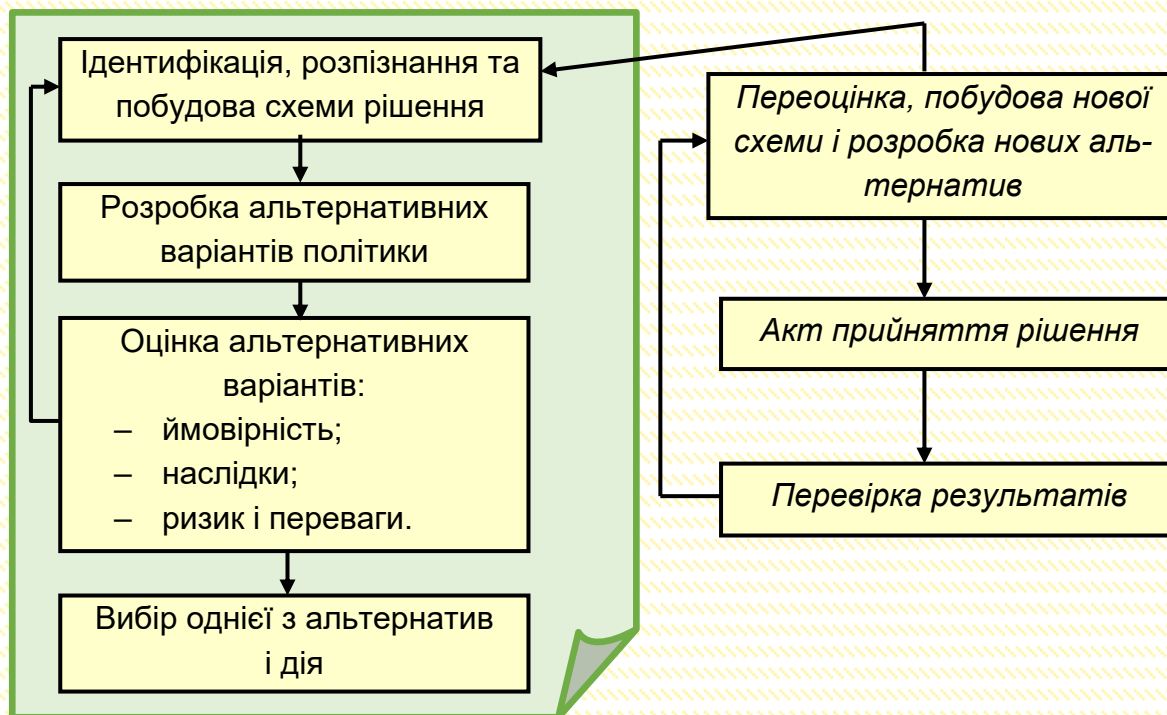 Ідентифікація, розпізнання та
побудова схеми рішення
Розробка альтернативних
варіантів політики
Оцінка альтернативних
варіантів:
– ймовірність;
– наслідки;
– ризик і переваги.
Вибір однієї з альтернатив
і дія
Переоцінка, побудова нової
схеми і розробка нових аль-
тернатив
Акт прийняття рішення
Перевірка результатів